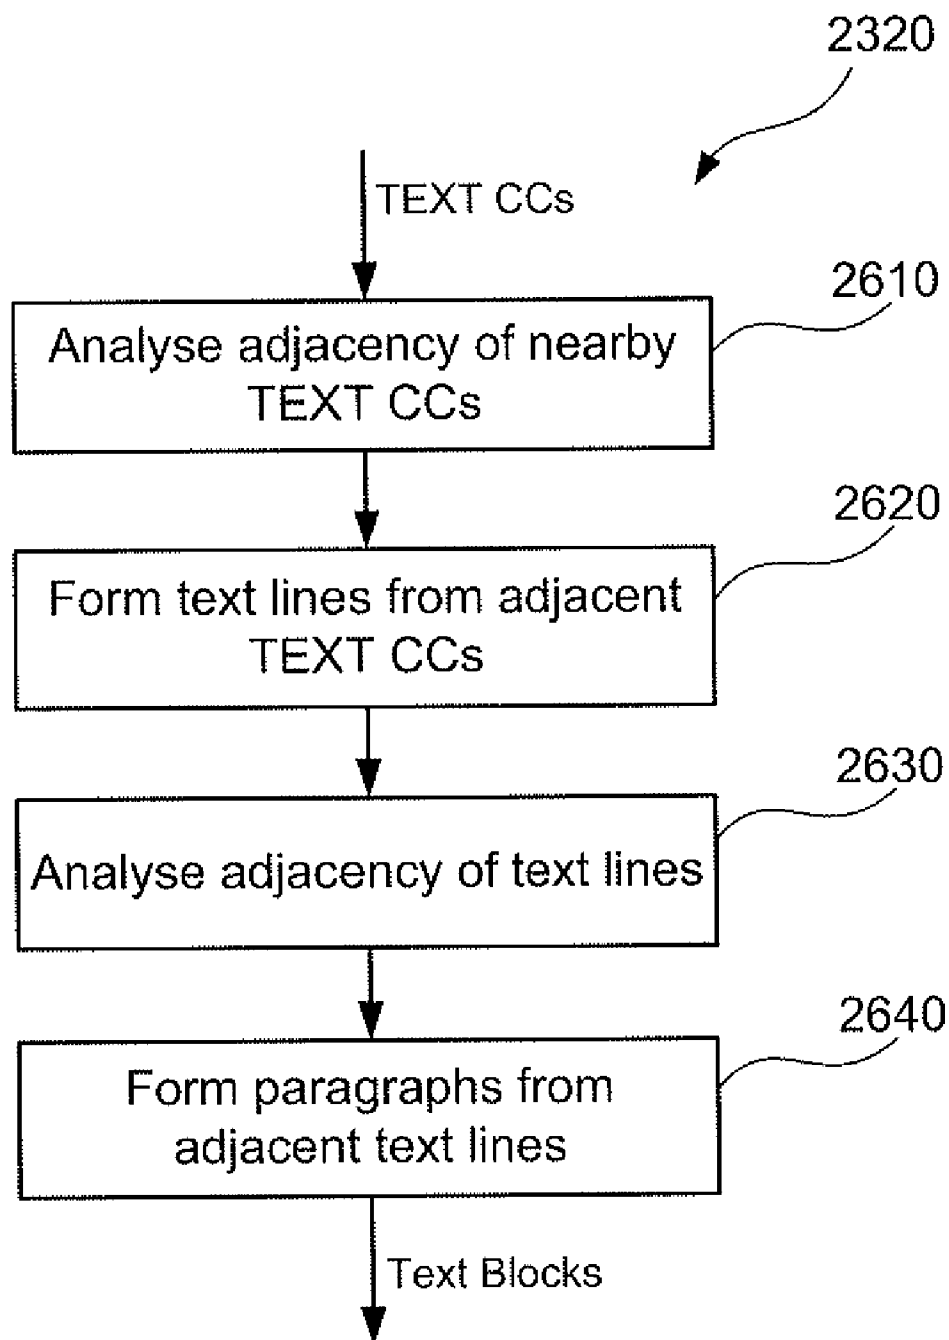 2320
TEXT CCs
2610
Analyse adjacency of nearby
TEXT CCs
2620
Form text lines from adjacent
TEXT CCs
2630
Analyse adjacency of text lines
2640
Form paragraphs from
adjacent text lines
Text Blocks